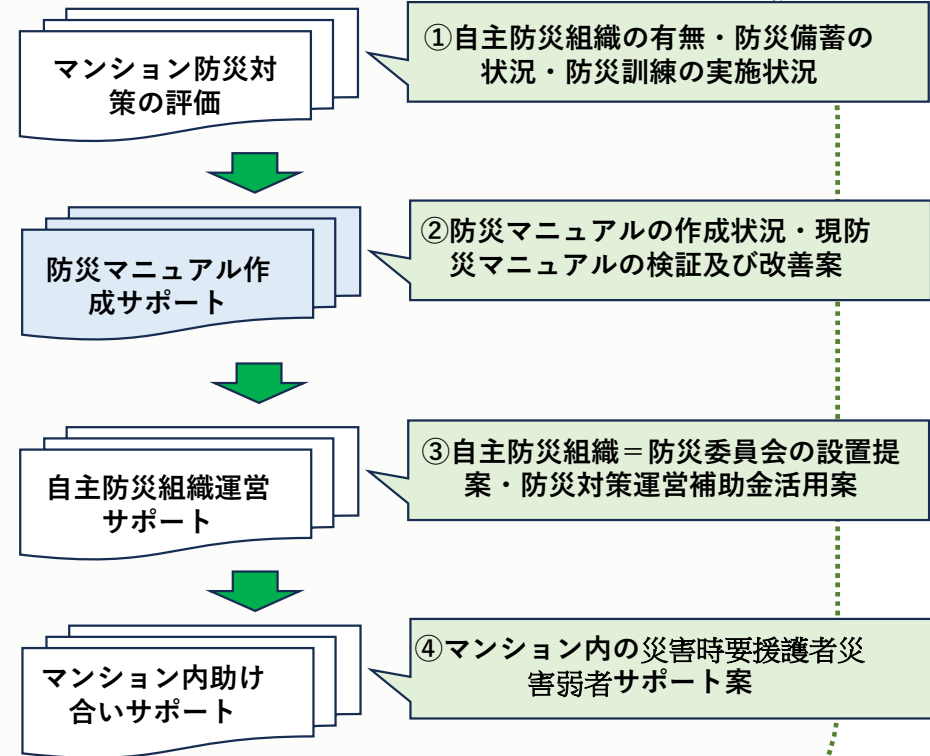 マンション防災対
策の評価
①自主防災組織の有無・防災備蓄の
状況・防災訓練の実施状況
防災マニュアル作
成サポート
②防災マニュアルの作成状況・現防
災マニュアルの検証及び改善案
自主防災組織運営
サポート
③自主防災組織＝防災委員会の設置提
案・防災対策運営補助金活用案
マンション内助け
合いサポート
④マンション内の災害時要援護者災
害弱者サポート案